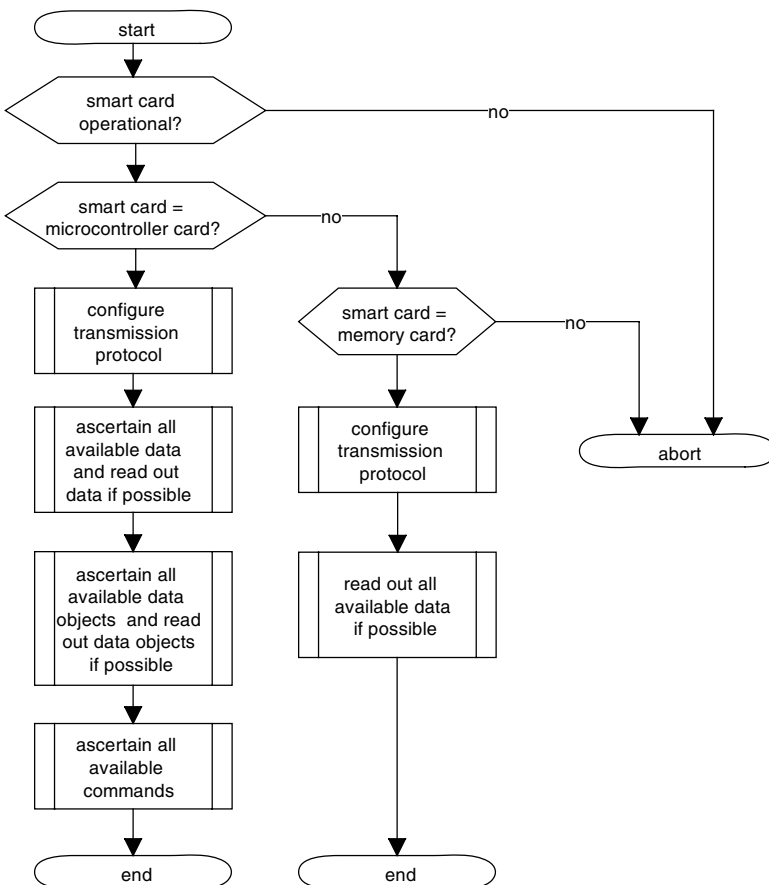 start
smart card
operational?
no
smart card =
microcontroller card?
no
configure
transmission
protocol
smart card =
memory card?
no
ascertain all
available data
and read out
data if possible
configure
transmission
protocol
abort
ascertain all
available data
objects and read
out data objects
if possible
read out all
available data
if possible
ascertain all
available
commands
end
end